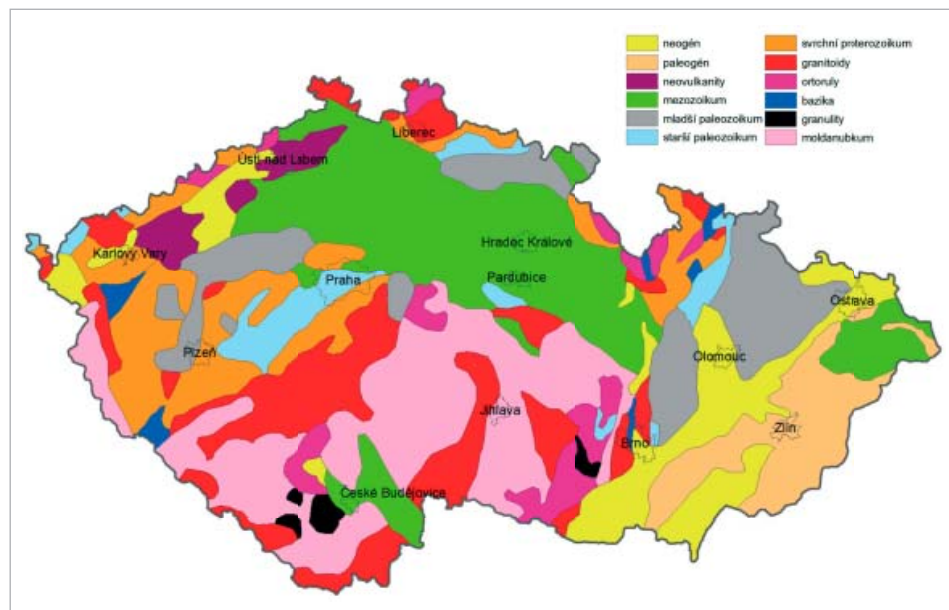 neogén
paleogén
neovulkanity
mezozoikum
mladší paleozoikum
starší paleozoikum
svrchní proterozoikum
granitoidy
ortoruly
bazika
granulity
moldanubkum
Liberec
Ústí nad Labem
Karlovy Vary
Hradec Králové
Praha
Pardubice
Ostrava
Plzeň
Olomouc
Jihlava
Zlín
Brno
České Budějovice